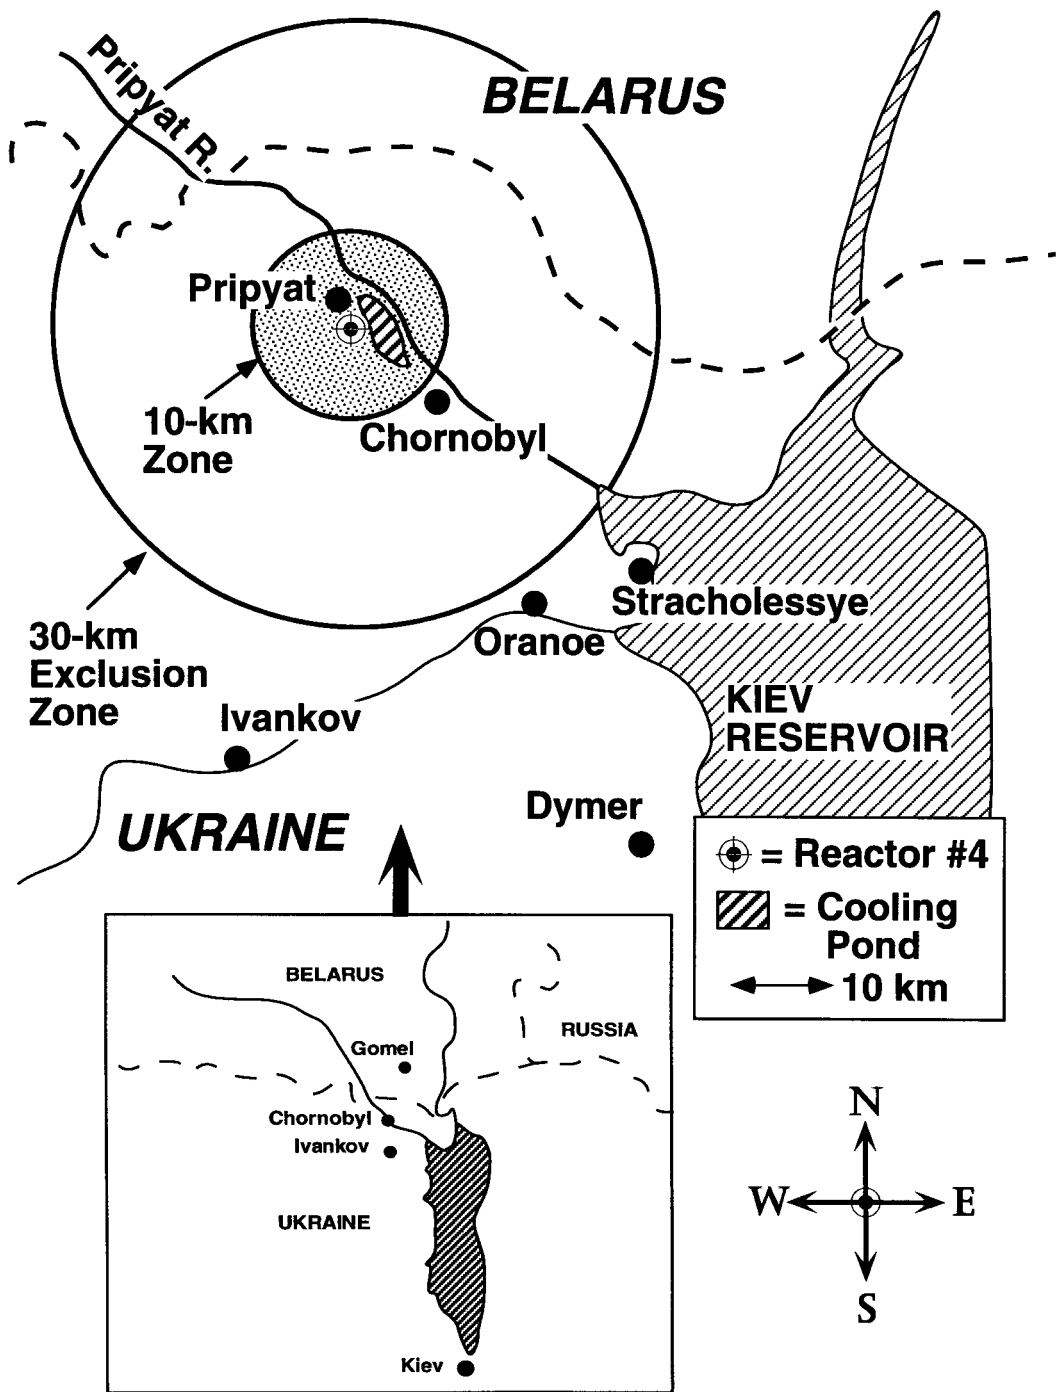 Pripyat R.
BELARUS
Pripyat
10-km
Zone
Chornobyl
30-km
Exclusion
Zone
Stracholessye
Oranoe
Ivankov
KIEV
RESERVOIR
UKRAINE
Dymer
= Reactor #4
= Cooling
Pond
10 km
BELARUS
RUSSIA
Gomel
Chornobyl
Ivankov
UKRAINE
Kiev
N
W
E
S